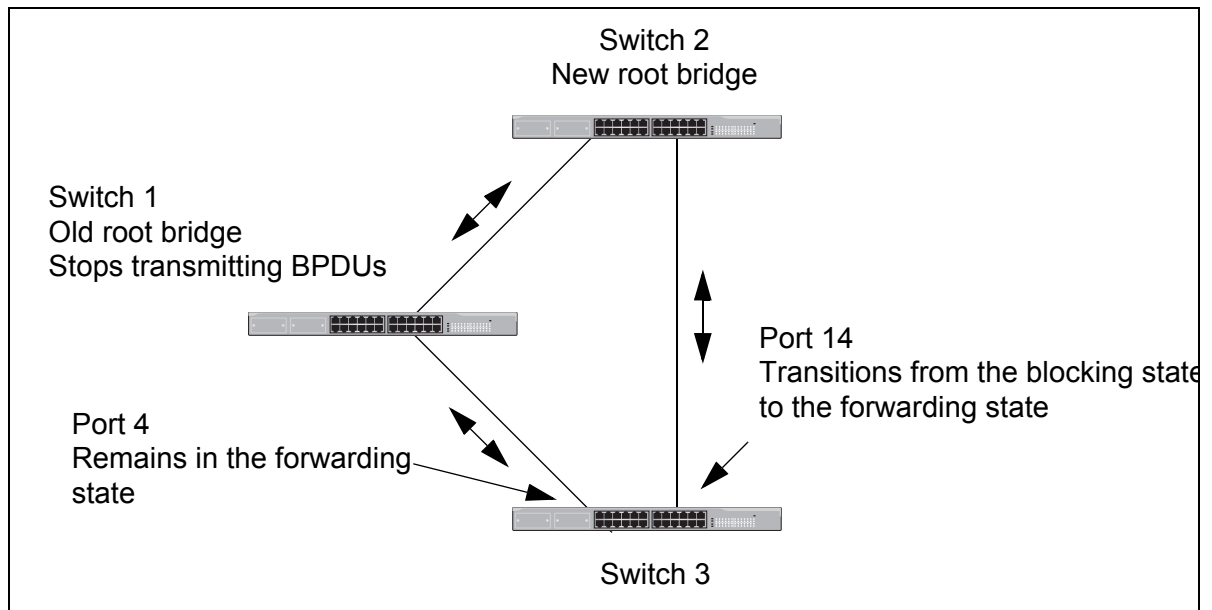 Switch 2
New root bridge
Switch 1
Old root bridge
Stops transmitting BPDUs
Port 14
Transitions from the blocking state
to the forwarding state
Port 4
Remains in the forwarding
state
Switch 3